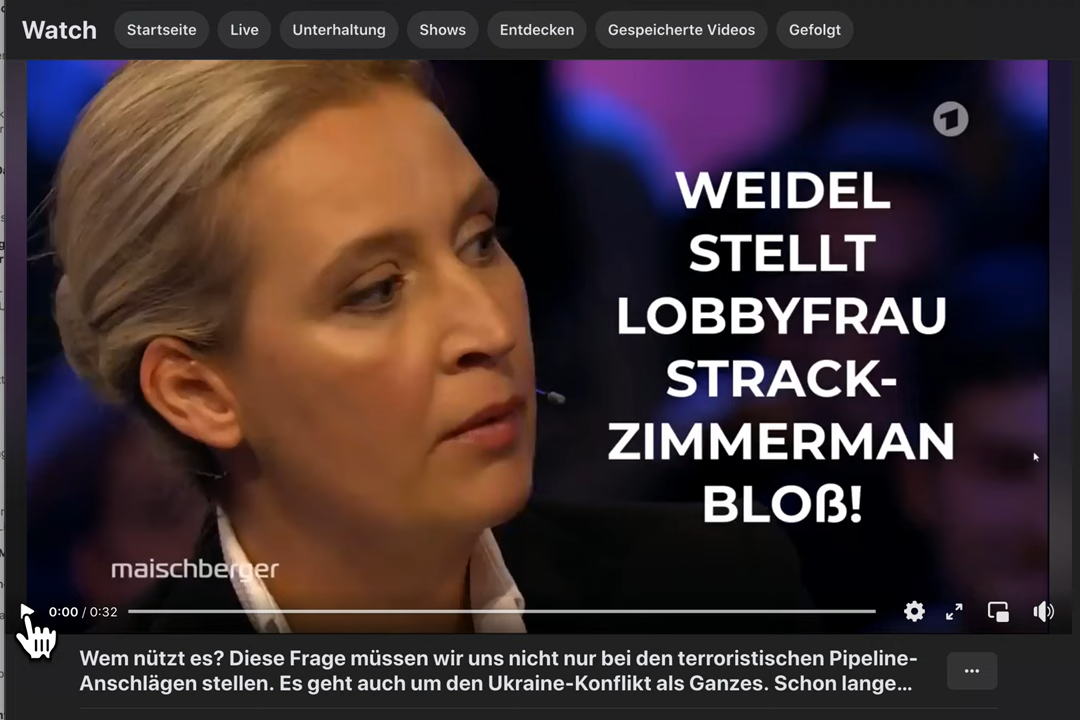 Watch Startseite Live Unterhaltung Shows Entdecken Gespeicherte Videos Gefolgt
WEIDEL
STELLT
LOBBYFRAU
STRACK-
ZIMMERMAN
BLOß!
maischberger
0:00 / 0:32
Wem nützt es? Diese Frage müssen wir uns nicht nur bei den terroristischen Pipeline-
Anschlägen stellen. Es geht auch um den Ukraine-Konflikt als Ganzes. Schon lange...